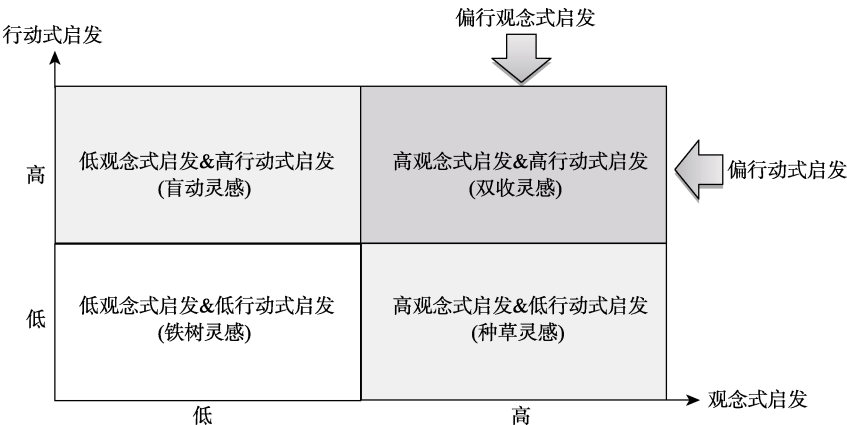 偏行观念式启发
行动式启发
高
低观念式启发&高行动式启发
(盲动灵感)
高观念式启发&高行动式启发
(双收灵感)
偏行动式启发
低
低观念式启发&低行动式启发
(铁树灵感)
高观念式启发&低行动式启发
(种草灵感)
观念式启发
低
高